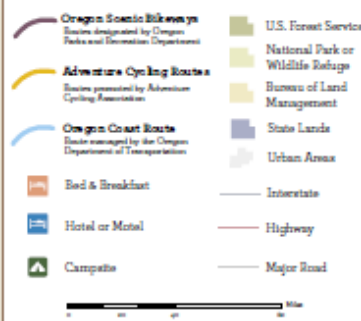 Oregon Scenic Bikeways
Routes designated by Oregon
Parks and Recreation Department
Adventure Cycling Routes
Routes promoted by Adventure
Cycling Association
Oregon Coast Route
Route managed by the Oregon
Department of Transportation
Bed & Breakfast
Hotel or Motel
Campsite
U.S. Forest Service
National Park or
Wildlife Refuge
Bureau of Land
Management
State Lands
Urban Areas
Interstate
Highway
Major Road
Miles
0